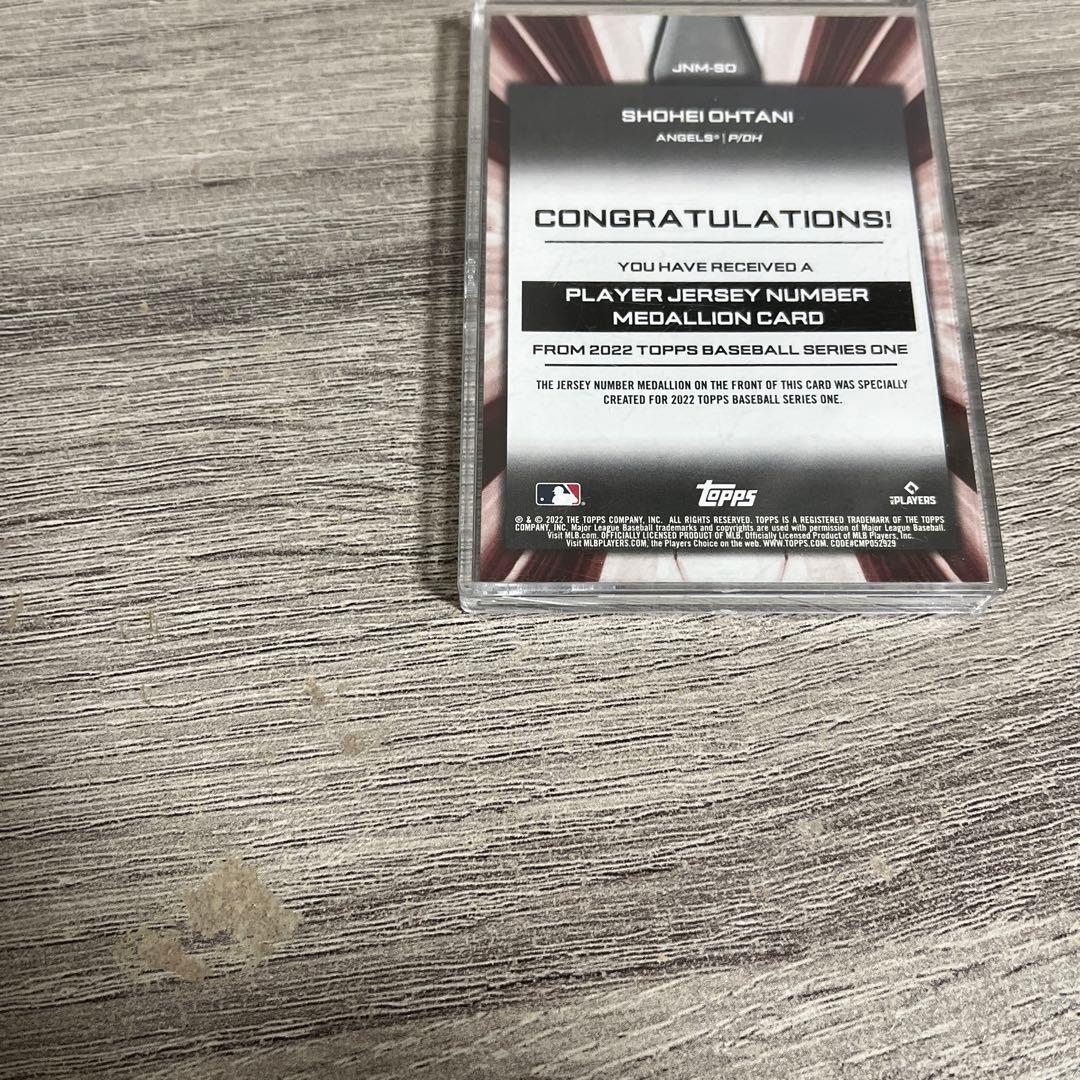 JNM-SO
SHOHEI OHTANI
ANGELS® | P/DH
CONGRATULATIONS!
YOU HAVE RECEIVED A
PLAYER JERSEY NUMBER
MEDALLION CARD
FROM 2022 TOPPS BASEBALL SERIES ONE
THE JERSEY NUMBER MEDALLION ON THE FRONT OF THIS CARD WAS SPECIALLY
CREATED FOR 2022 TOPPS BASEBALL SERIES ONE.
topps
PLAYERS
® & © 2022 THE TOPPS COMPANY, INC. ALL RIGHTS RESERVED. TOPPS IS A REGISTERED TRADEMARK OF THE TOPPS
COMPANY, INC. Major League Baseball trademarks and copyrights are used with permission of Major League Baseball.
Visit MLB.com. OFFICIALLY LICENSED PRODUCT OF MLB. Officially Licensed Product of MLB Players, Inc.
Visit MLBPLAYERS.COM, the Players Choice on the web. WWW.TOPPS.COM. CODE#CMP052929